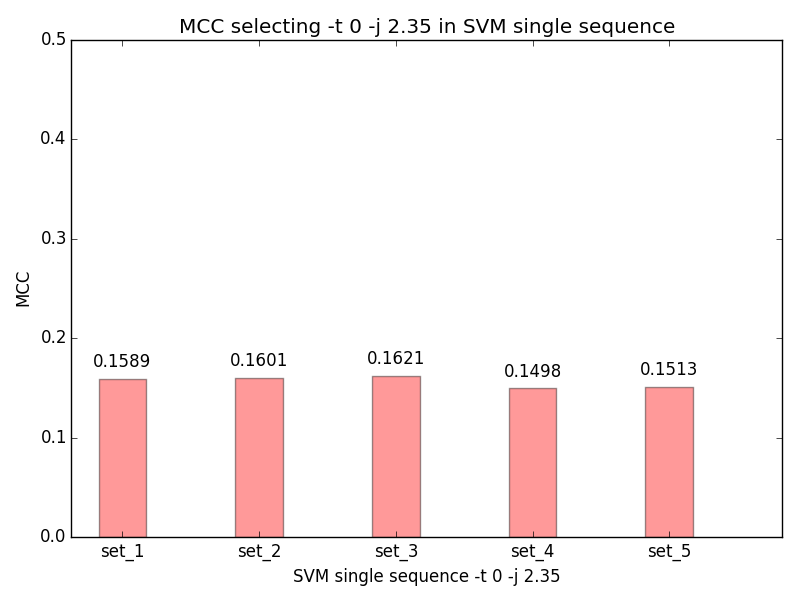 MCC selecting -t 0 -j 2.35 in SVM single sequence
0.5
0.4
0.3
0.2
0.1
0.0
MCC
0.1589
0.1601
0.1621
0.1498
0.1513
set_1
set_2
set_3
set_4
set_5
SVM single sequence -t 0 -j 2.35